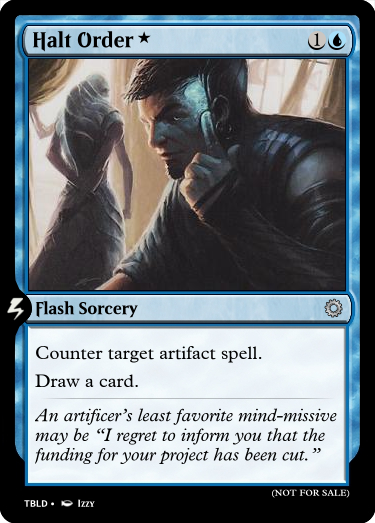 Halt Order ★ 1
Flash Sorcery
Counter target artifact spell.
Draw a card.
An artificer's least favorite mind-missive
may be “I regret to inform you that the
funding for your project has been cut.”
(NOT FOR SALE)
TBLD • Izzy